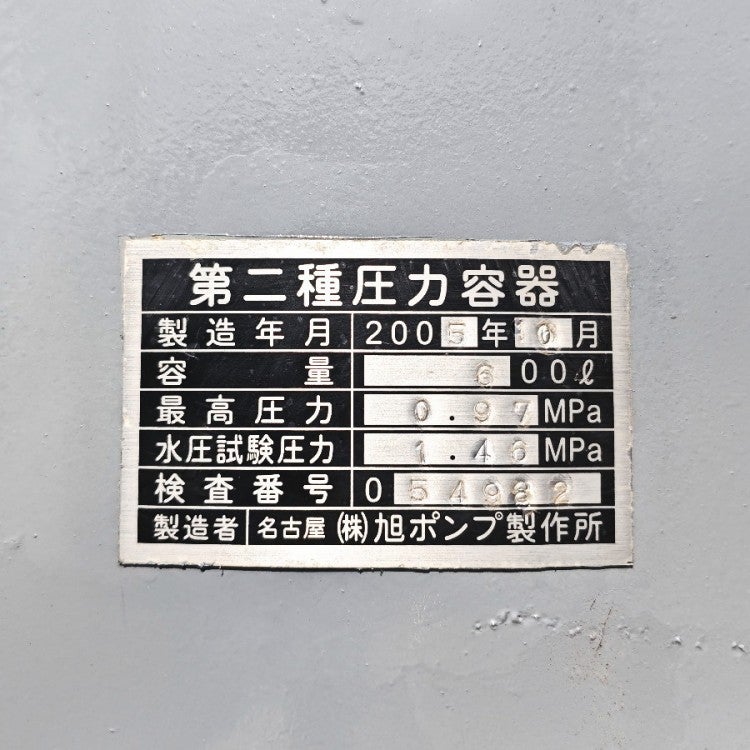 第二種圧力容器
製造年月 2005年10月
容量 600ℓ
最高圧力 0.97MPa
水圧試験圧力 1.46MPa
検査番号 054982
製造者 名古屋 (株)旭ポンプ製作所